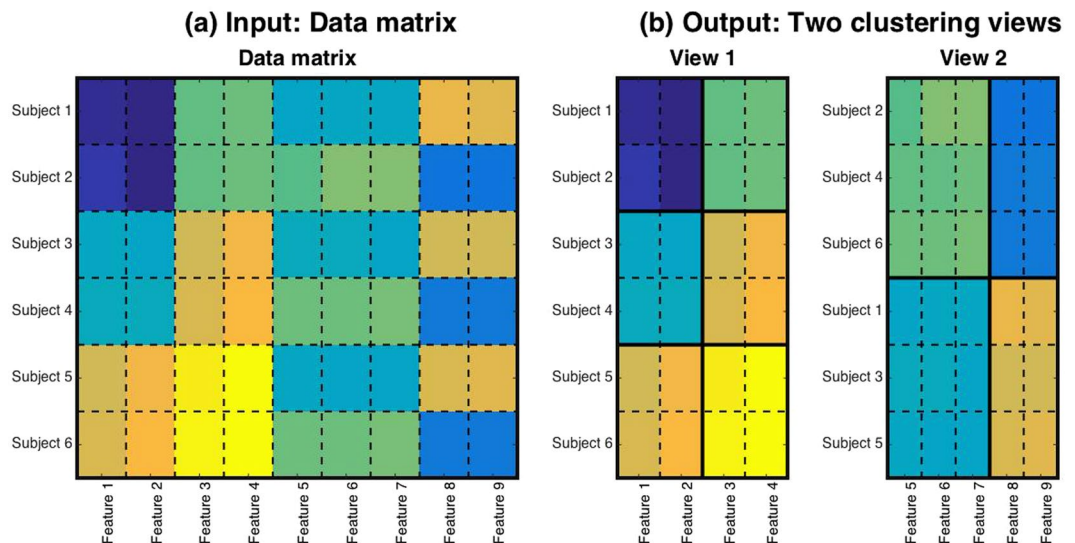 (a) Input: Data matrix
Data matrix
Subject 1
Subject 2
Subject 3
Subject 4
Subject 5
Subject 6
Feature 1
Feature 2
Feature 3
Feature 4
Feature 5
Feature 6
Feature 7
Feature 8
Feature 9
(b) Output: Two clustering views
View 1
Subject 1
Subject 2
Subject 3
Subject 4
Subject 5
Subject 6
Feature 1
Feature 2
Feature 3
Feature 4
View 2
Subject 2
Subject 4
Subject 6
Subject 1
Subject 3
Subject 5
Feature 5
Feature 6
Feature 7
Feature 8
Feature 9